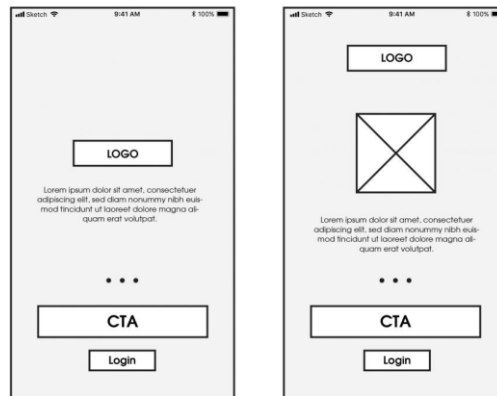 Sketch 9:41 AM 100%
LOGO
Lorem ipsum dolor sit amet, consectetuer
adipiscing elit, sed diam nonummy nibh euis-
mod tincidunt ut laoreet dolore magna ali-
quam erat volutpat.
CTA
Login
Sketch 9:41 AM 100%
LOGO
Lorem ipsum dolor sit amet, consectetuer
adipiscing elit, sed diam nonummy nibh euis-
mod tincidunt ut laoreet dolore magna ali-
quam erat volutpat.
CTA
Login